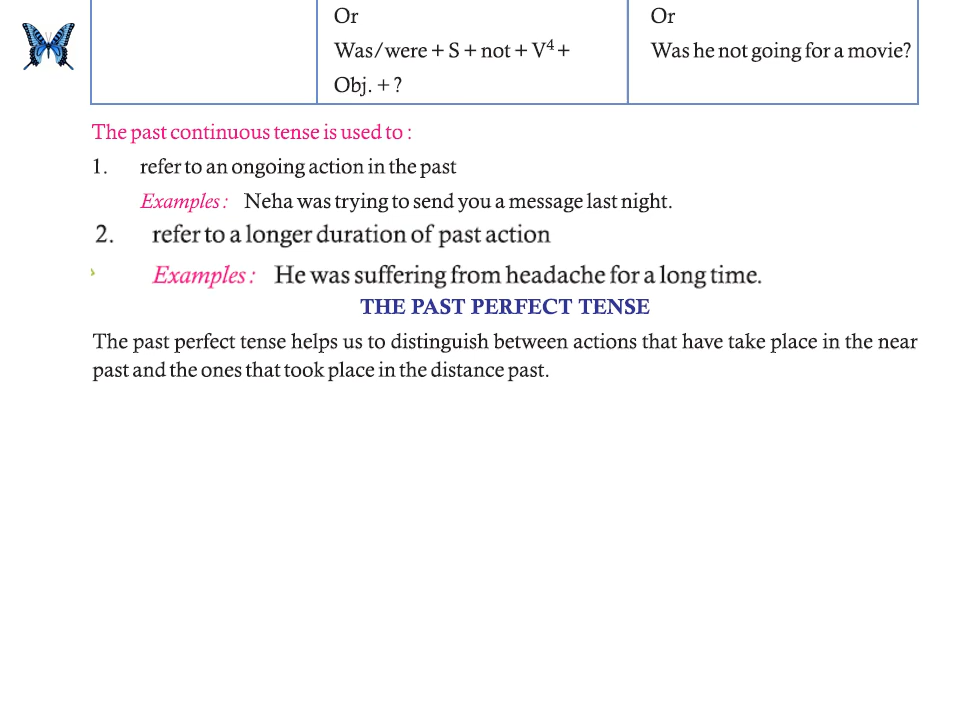 Or
Or
Was/were + S + not + V⁴ +
Was he not going for a movie?
Obj. + ?
The past continuous tense is used to :
1. refer to an ongoing action in the past
Examples : Neha was trying to send you a message last night.
2. refer to a longer duration of past action
Examples : He was suffering from headache for a long time.
THE PAST PERFECT TENSE
The past perfect tense helps us to distinguish between actions that have take place in the near
past and the ones that took place in the distance past.